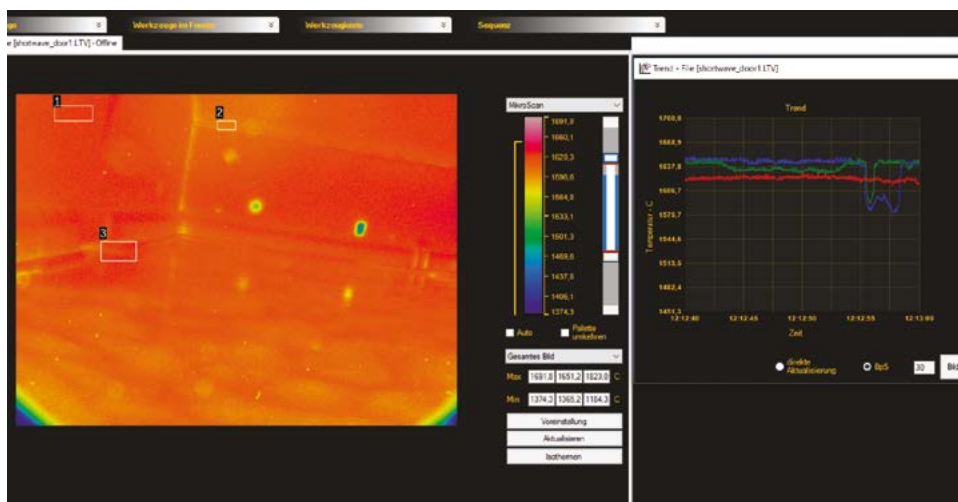 Werkzeuge im Fenster
Werkzeugkiste
Sequenz
[shortwave_door1.LTV] - Offline
1
2
3
MikroScan
1691,8
1660,1
1628,3
1596,6
1564,8
1533,1
1501,3
1469,6
1437,8
1406,1
1374,3
Auto
Palette umkehren
Gesamtes Bild
Max 1691,8 1651,2 1823,0 C
Min 1374,3 1365,2 1184,3 C
Voreinstellung
Aktualisieren
Isothermen
Trend - File [shortwave_door1.LTV]
Trend
Temperatur - C
1700,0
1668,9
1637,8
1606,7
1575,7
1544,6
1513,5
1482,4
12:12:40 12:12:45 12:12:50 12:12:55 12:13:00
Zeit
direkte Aktualisierung
BpS
30